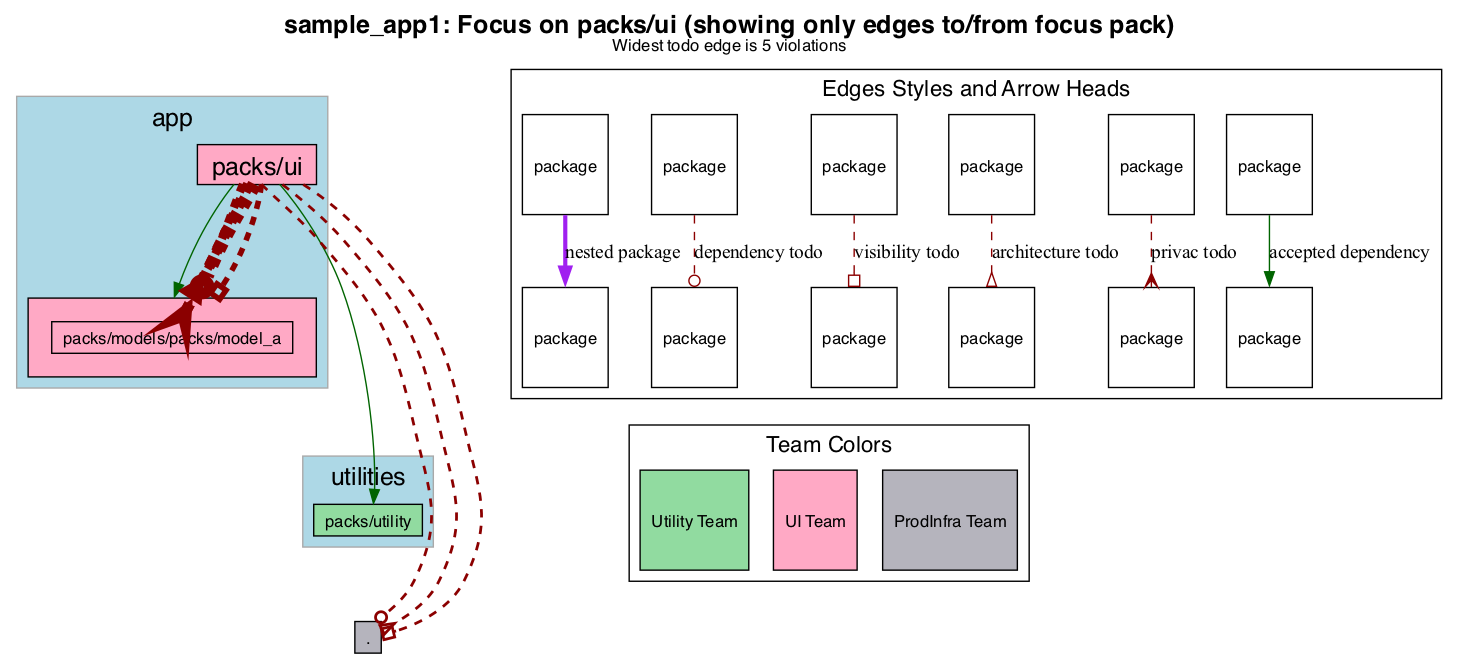 sample_app1: Focus on packs/ui (showing only edges to/from focus pack)
Widest todo edge is 5 violations
app
packs/ui
packs/models/packs/model_a
utilities
packs/utility
.
Edges Styles and Arrow Heads
package package package package package package
nested package dependency todo visibility todo architecture todo privac todo accepted dependency
package package package package package package
Team Colors
Utility Team UI Team ProdInfra Team